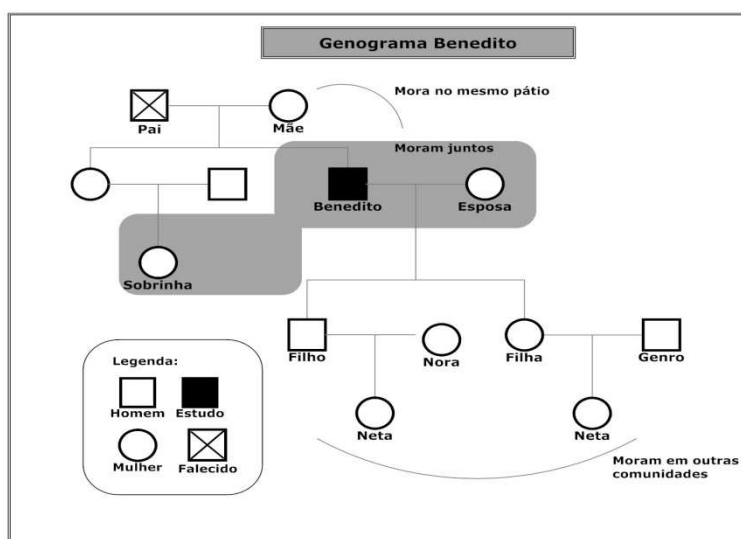 Genograma Benedito
Mora no mesmo pátio
Pai
Mãe
Moram juntos
Benedito
Esposa
Sobrinha
Filho
Nora
Filha
Genro
Legenda:
Homem
Estudo
Mulher
Falecido
Neta
Neta
Moram em outras
comunidades